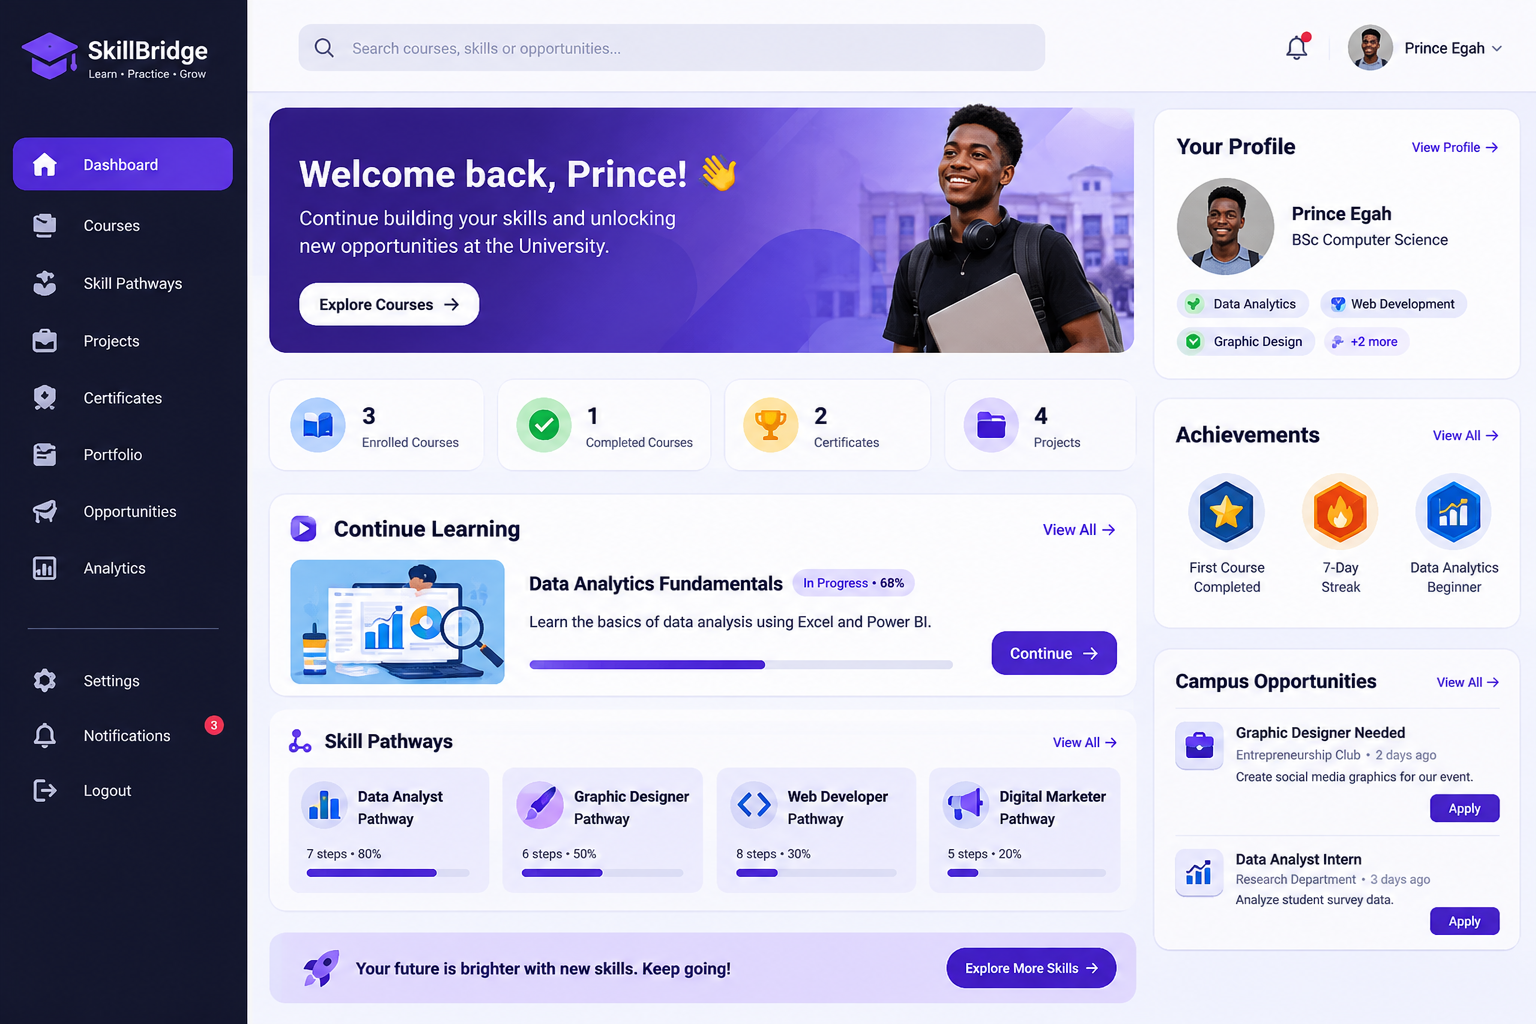 SkillBridge
Learn • Practice • Grow
Dashboard
Courses
Skill Pathways
Projects
Certificates
Portfolio
Opportunities
Analytics
Settings
Notifications
3
Logout
Search courses, skills or opportunities...
Prince Egah
Welcome back, Prince! 👋
Continue building your skills and unlocking
new opportunities at the University.
Explore Courses →
3
Enrolled Courses
1
Completed Courses
2
Certificates
4
Projects
Continue Learning
View All →
Data Analytics Fundamentals
In Progress • 68%
Learn the basics of data analysis using Excel and Power BI.
Continue →
Skill Pathways
View All →
Data Analyst
Pathway
7 steps • 80%
Graphic Designer
Pathway
6 steps • 50%
Web Developer
Pathway
8 steps • 30%
Digital Marketer
Pathway
5 steps • 20%
Your future is brighter with new skills. Keep going!
Explore More Skills →
Your Profile
View Profile →
Prince Egah
BSc Computer Science
Data Analytics
Web Development
Graphic Design
+2 more
Achievements
View All →
First Course
Completed
7-Day
Streak
Data Analytics
Beginner
Campus Opportunities
View All →
Graphic Designer Needed
Entrepreneurship Club • 2 days ago
Create social media graphics for our event.
Apply
Data Analyst Intern
Research Department • 3 days ago
Analyze student survey data.
Apply